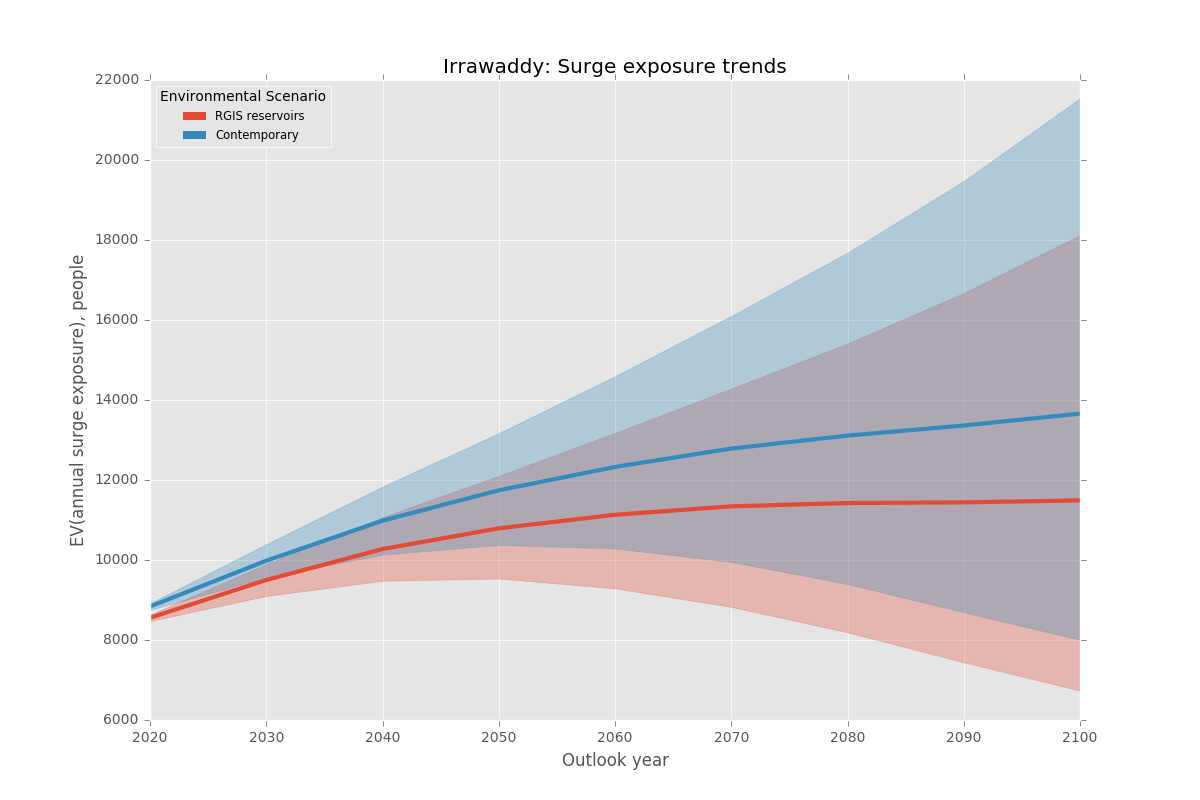 Irrawaddy: Surge exposure trends
Environmental Scenario
RGIS reservoirs
Contemporary
EV(annual surge exposure), people
22000
20000
18000
16000
14000
12000
10000
8000
6000
2020 2030 2040 2050 2060 2070 2080 2090 2100
Outlook year